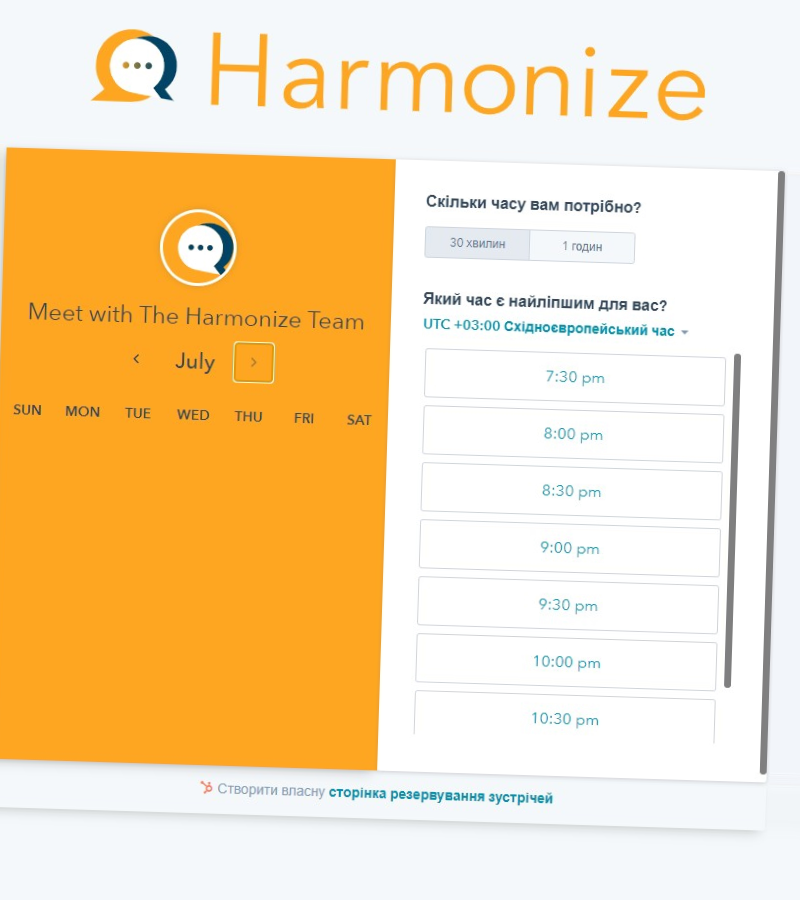 Harmonize
Meet with The Harmonize Team
July
SUN MON TUE WED THU FRI SAT
Скільки часу вам потрібно?
30 хвилин 1 годин
Який час є найліпшим для вас?
UTC +03:00 Східноєвропейський час
7:30 pm
8:00 pm
8:30 pm
9:00 pm
9:30 pm
10:00 pm
10:30 pm
Створити власну сторінка резервування зустрічей